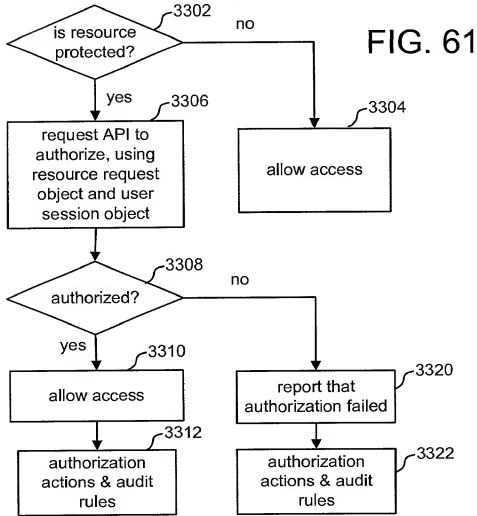 3302
is resource
protected?
no
FIG. 61
yes
3306
3304
request API to
authorize, using
resource request
object and user
session object
allow access
3308
authorized?
no
yes
3310
allow access
3320
report that
authorization failed
3312
authorization
actions & audit
rules
3322
authorization
actions & audit
rules